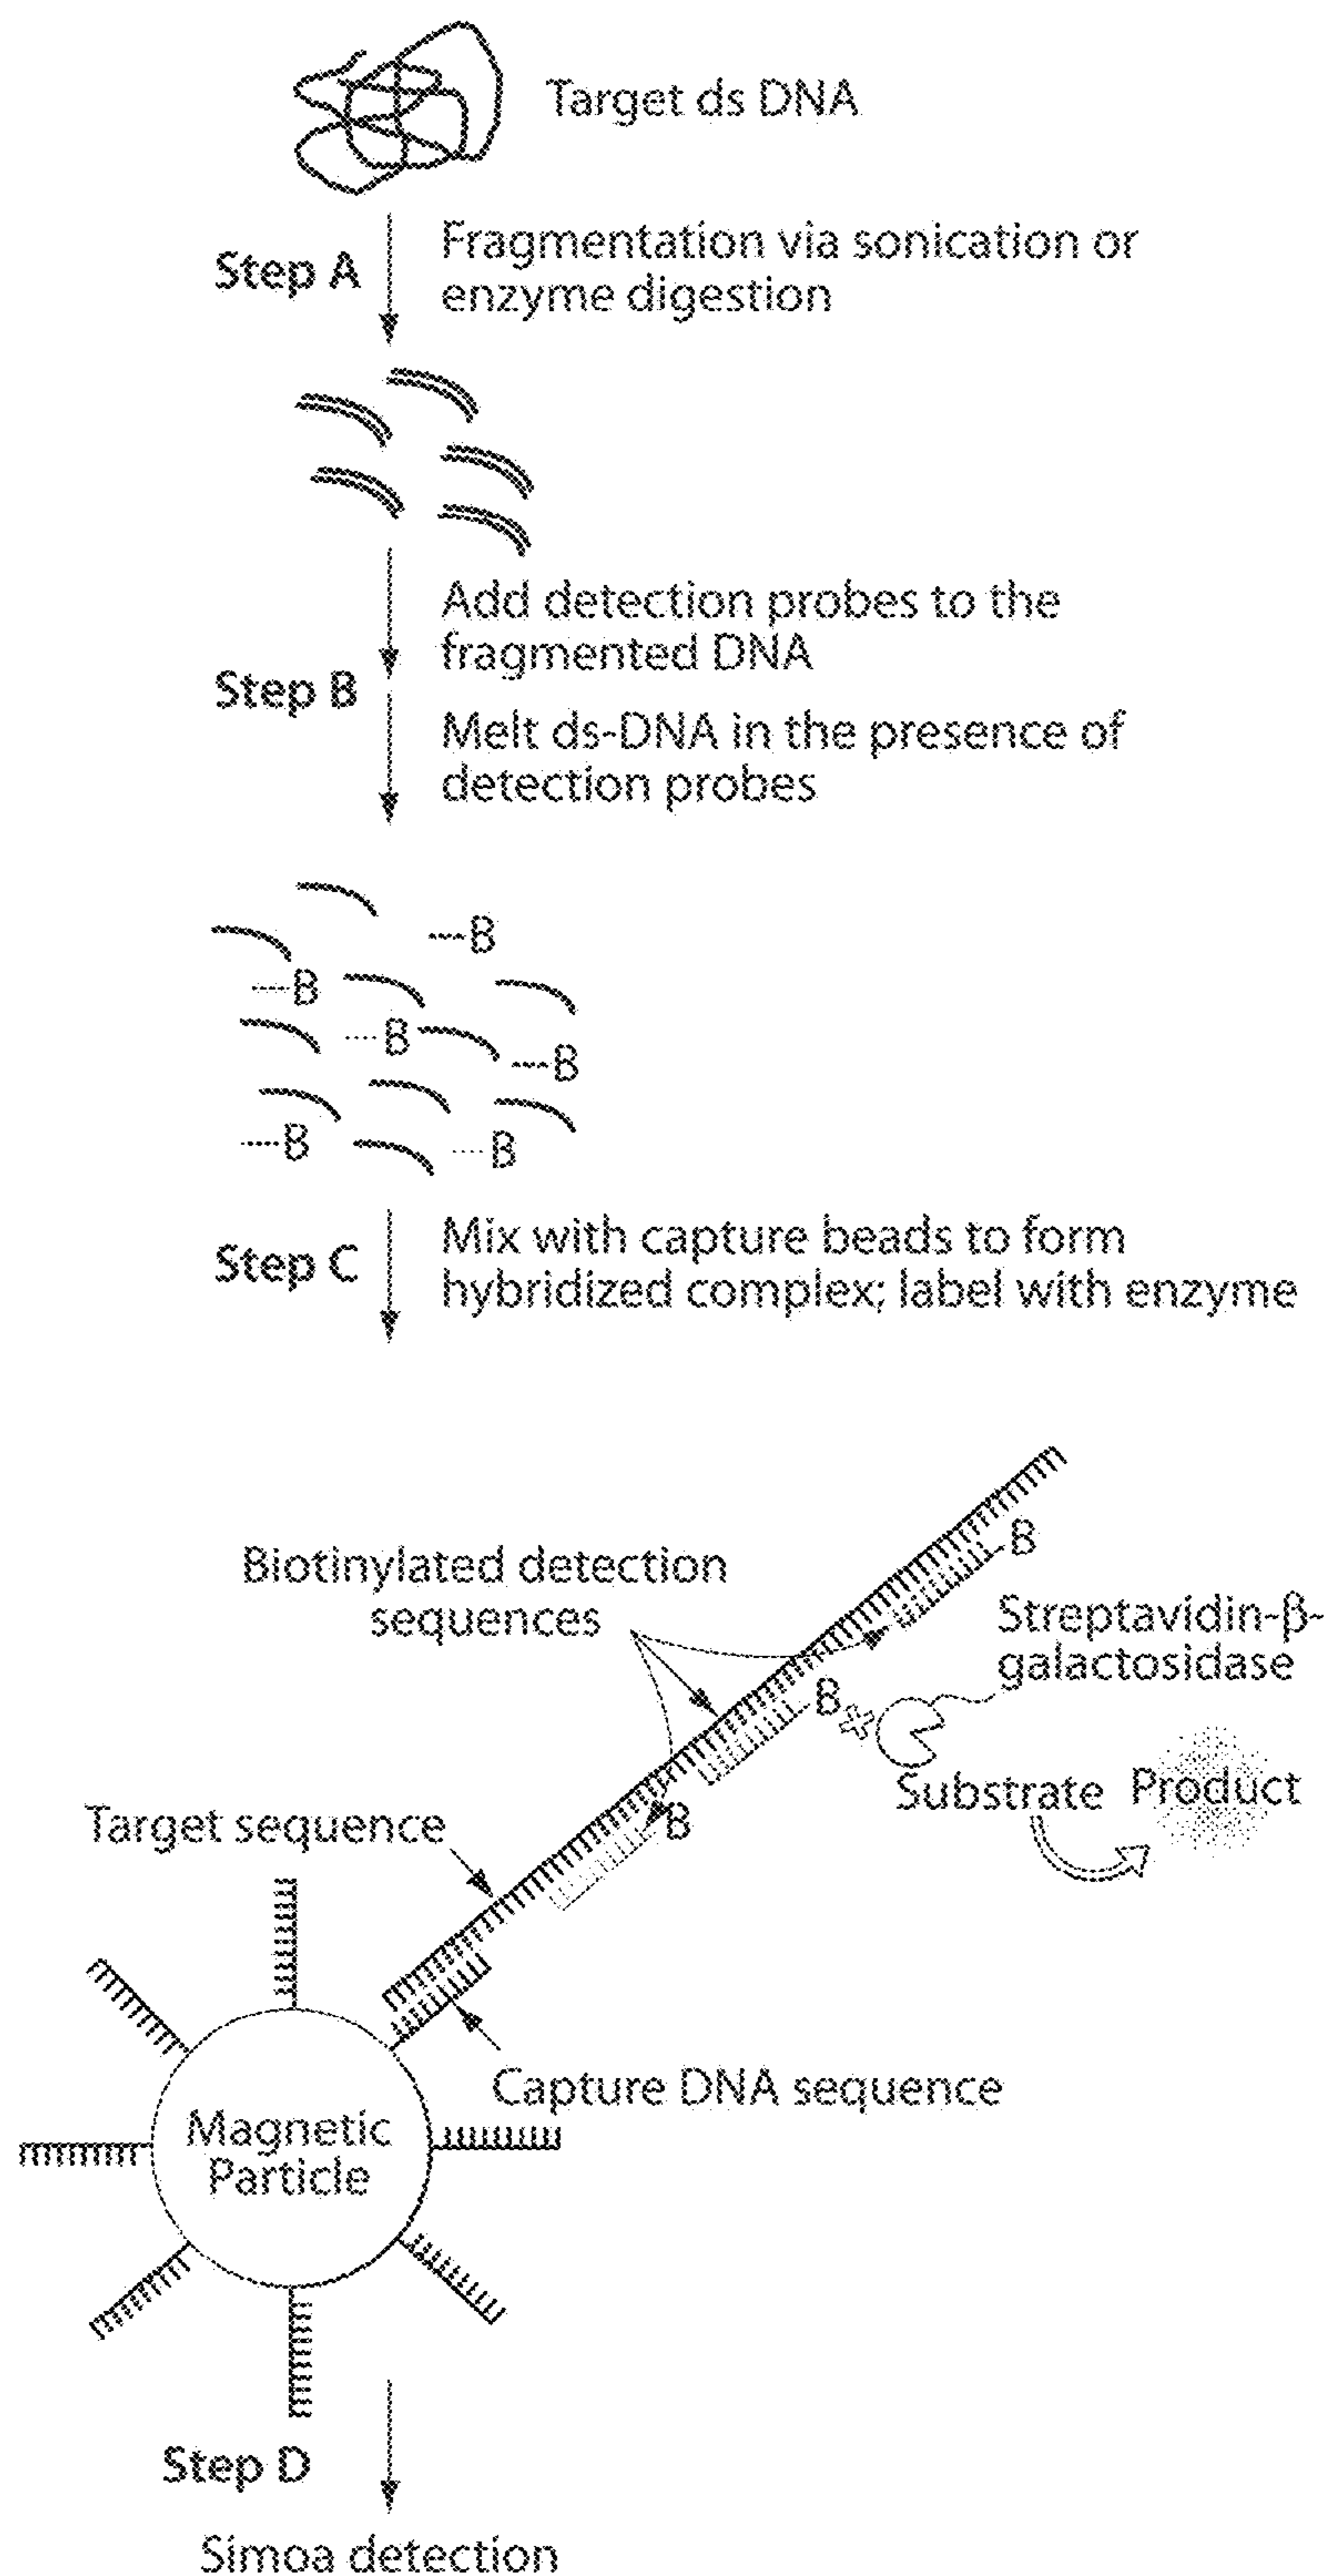 Target ds DNA
Step A
Fragmentation via sonication or
enzyme digestion
Add detection probes to the
fragmented DNA
Step B
Melt ds-DNA in the presence of
detection probes
B
B
B
B
B
B
Step C
Mix with capture beads to form
hybridized complex; label with enzyme
B
Biotinylated detection
sequences
Streptavidin-β-
galactosidase
B
Substrate
Product
B
Target sequence
Capture DNA sequence
Magnetic
Particle
Step D
Simoa detection